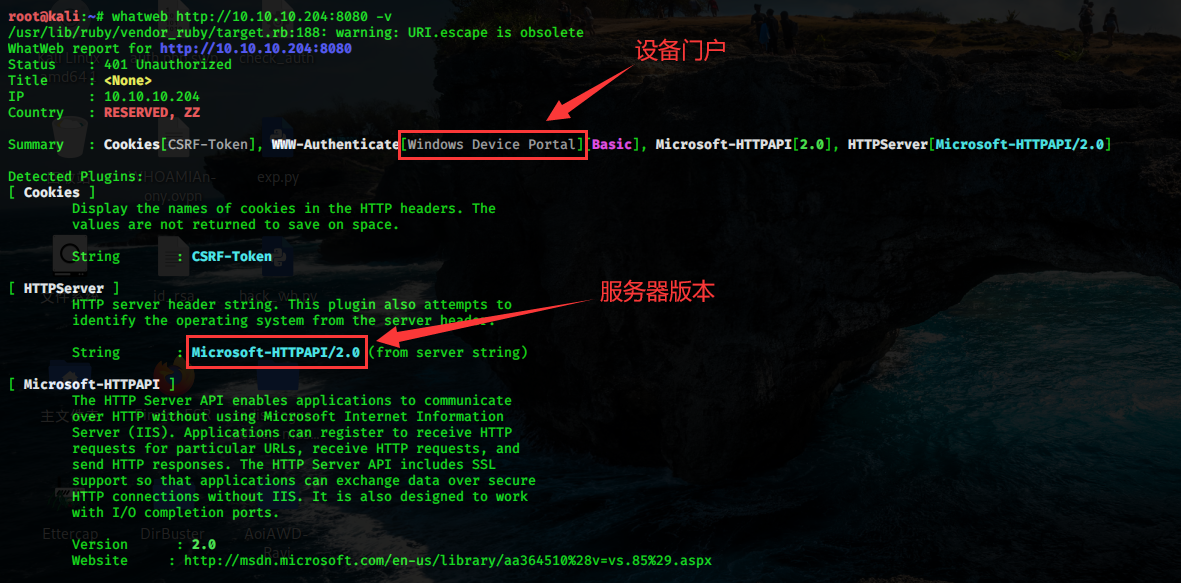 root@kali:~# whatweb http://10.10.10.204:8080 -v
/usr/lib/ruby/vendor_ruby/target.rb:188: warning: URI.escape is obsolete
WhatWeb report for http://10.10.10.204:8080
Status : 401 Unauthorized
Title : <None>
IP : 10.10.10.204
Country : RESERVED, ZZ
设备门户
Summary : Cookies[CSRF-Token], WWW-Authenticate[Windows Device Portal][Basic], Microsoft-HTTPAPI[2.0], HTTPServer[Microsoft-HTTPAPI/2.0]
Detected Plugins:
[ Cookies ]
Display the names of cookies in the HTTP headers. The
values are not returned to save on space.
String : CSRF-Token
[ HTTPServer ]
HTTP server header string. This plugin also attempts to
identify the operating system from the server header.
服务器版本
String : Microsoft-HTTPAPI/2.0 (from server string)
[ Microsoft-HTTPAPI ]
The HTTP Server API enables applications to communicate
over HTTP without using Microsoft Internet Information
Server (IIS). Applications can register to receive HTTP
requests for particular URLs, receive HTTP requests, and
send HTTP responses. The HTTP Server API includes SSL
support so that applications can exchange data over secure
HTTP connections without IIS. It is also designed to work
with I/O completion ports.
Version : 2.0
Website : http://msdn.microsoft.com/en-us/library/aa364510%28v=vs.85%29.aspx
check_auth
exp.py
id_rsa
Ettercap
DirBuster
AoiAWD-